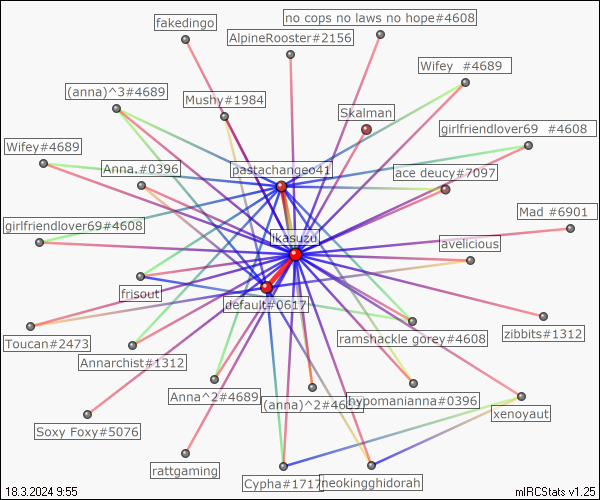 no cops no laws no hope#4608
fakedingo
AlpineRooster#2156
Wifey #4689
(anna)^3#4689
Mushy#1984
Skalman
girlfriendlover69 #4608
Wifey#4689
Anna.#0396
pastachangeo41
ace deucy#7097
Mad #6901
girlfriendlover69#4608
ikasuzu
avelicious
frisout
default#0617
Toucan#2473
ramshackle gorey#4608
zibbits#1312
Annarchist#1312
Anna^2#4689
(anna)^2#4689
hypomanianna#0396
xenoyaut
Soxy Foxy#5076
rattgaming
Cypha#1717
neokingghidorah
18.3.2024 9:55
mIRCStats v1.25